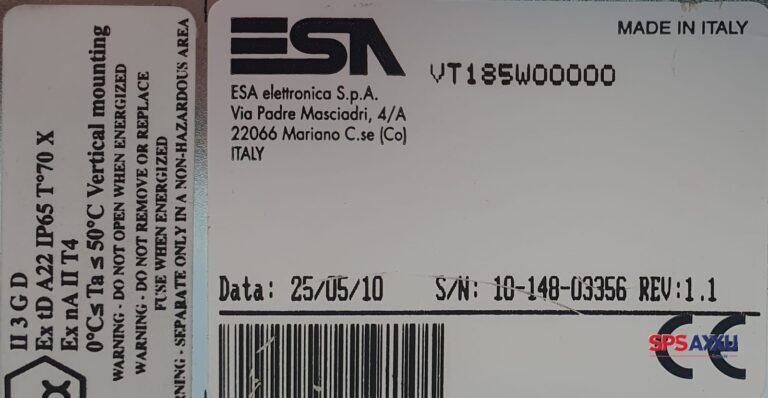 II 3 G D
Ex tD A22 IP65 T°70 X
Ex nA II T4
0°C≤ Ta ≤ 50°C Vertical mounting
WARNING - DO NOT OPEN WHEN ENERGIZED
WARNING - DO NOT REMOVE OR REPLACE
FUSE WHEN ENERGIZED
- SEPARATE ONLY IN A NON-HAZARDOUS AREA
ESA
MADE IN ITALY
VT185W00000
ESA elettronica S.p.A.
Via Padre Masciadri, 4/A
22066 Mariano C.se (Co)
ITALY
Data: 25/05/10 S/N: 10-148-03356 REV:1.1
CE
SPS AXXU